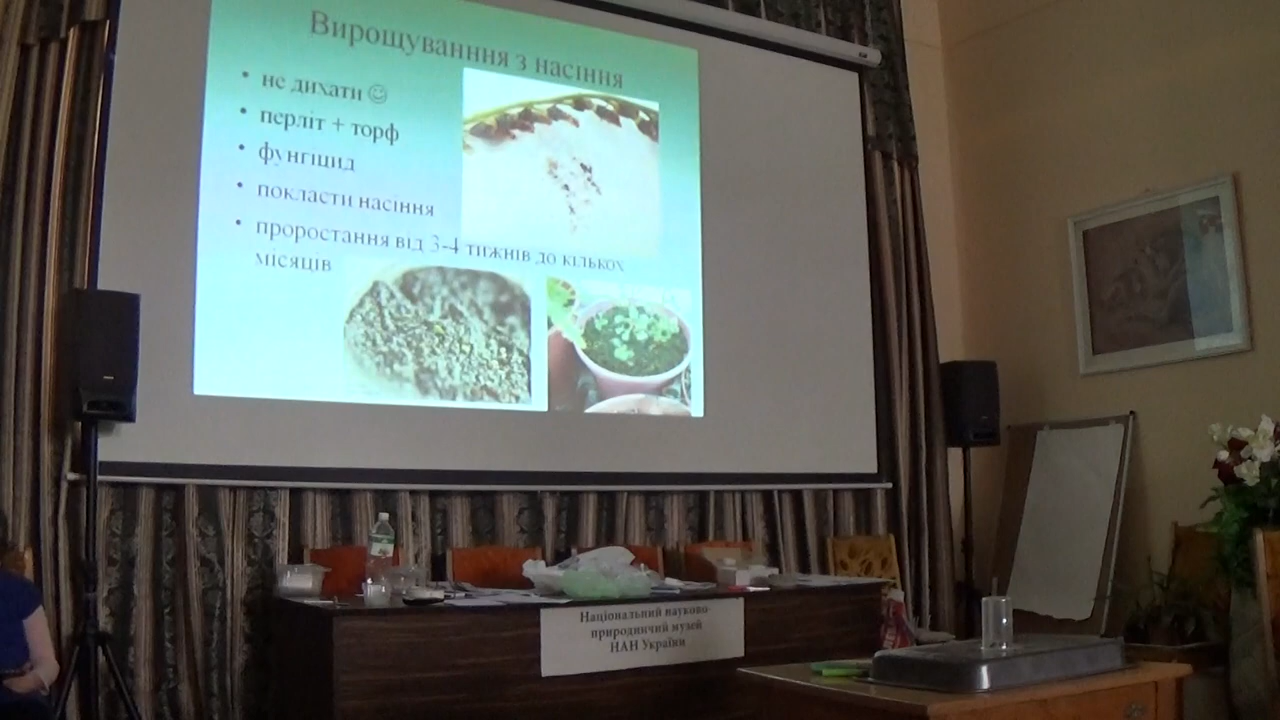 Вирощуванння з насіння
• не дихати ☺
• перліт + торф
• фунгіцид
• покласти насіння
• проростання від 3-4 тижнів до кількох
місяців
Національний науково-
природничий музей
НАН України